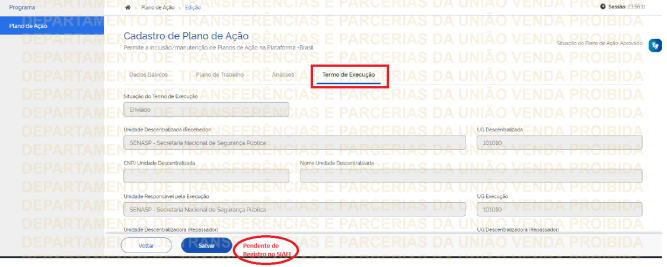 Programa
Plano de Ação › Edição
Sessão:
Plano de Ação
Cadastro de Plano de Ação
Permite a inclusão/manutenção de Planos de Ação na Plataforma +Brasil
Situação do Plano de Ação: Aprovado
Dados Básicos
Plano de Trabalho
Análises
Termo de Execução
Situação do Termo de Execução
Enviado
Unidade Descentralizada (Recebedor)
UG Descentralizada
SENASP - Secretaria Nacional de Segurança Pública
CNPJ Unidade Descentralizada
Nome Unidade Descentralizada
Unidade Responsável pela Execução
UG Execução
SENASP - Secretaria Nacional de Segurança Pública
Unidade Descentralizadora (Repassador)
UG Descentralizadora (Repassador)
Voltar
Salvar
Pendente de
Registro no SIAFI
DEPARTAMENTO DE TRANSFERÊNCIAS E PARCERIAS DA UNIÃO VENDA PROIBIDA